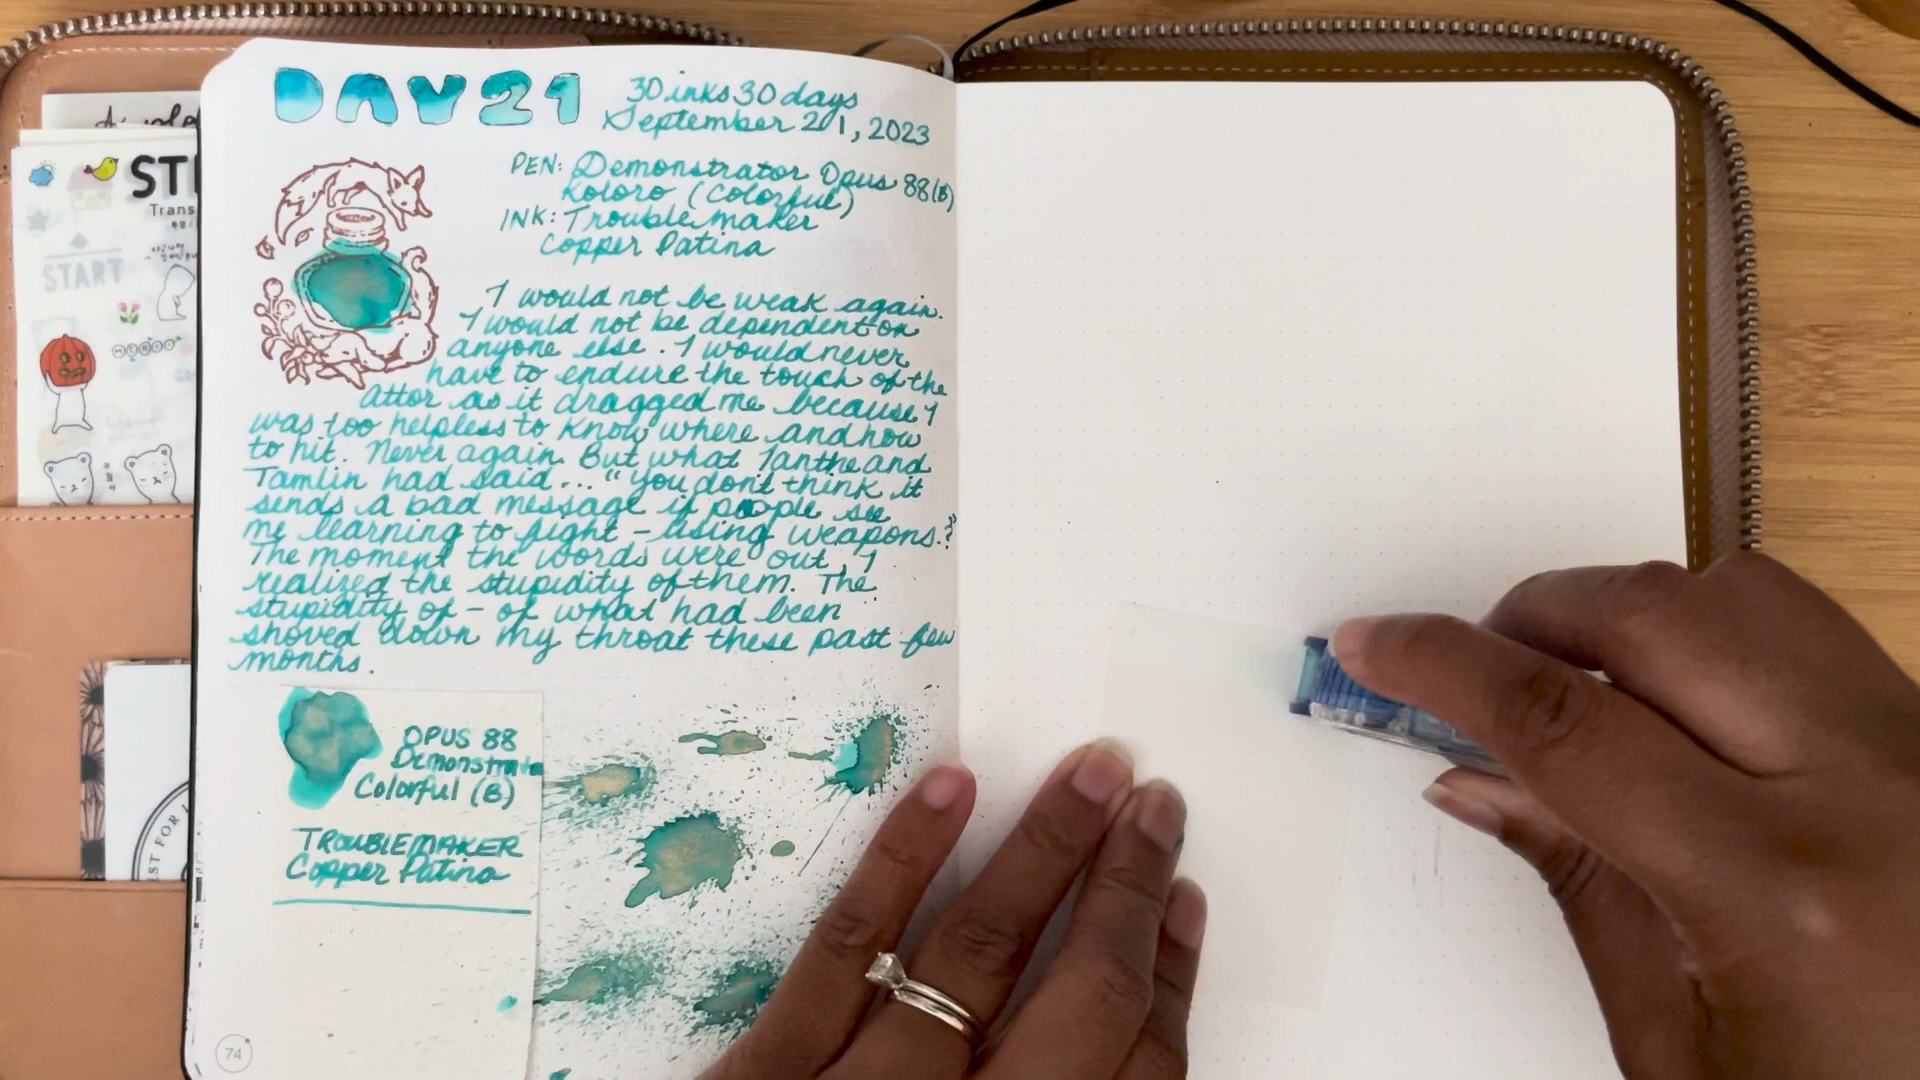 DAY 21
30 inks 30 days
September 21, 2023
PEN: Demonstrator Opus 88 (B)
Koloro (Colorful)
INK: Troublemaker
Copper Patina
I would not be weak again.
I would not be dependent on
anyone else. I would never
have to endure the touch of the
Attor as it dragged me because I
was too helpless to know where and how
to hit. Never again. But what Ianthe and
Tamlin had said... "You don't think it
sends a bad message if people see
me learning to fight - using weapons?"
The moment the words were out, I
realized the stupidity of them. The
stupidity of - of what had been
shoved down my throat these past few
months.
OPUS 88
Demonstrato
Colorful (B)
TROUBLEMAKER
Copper Patina
74
START